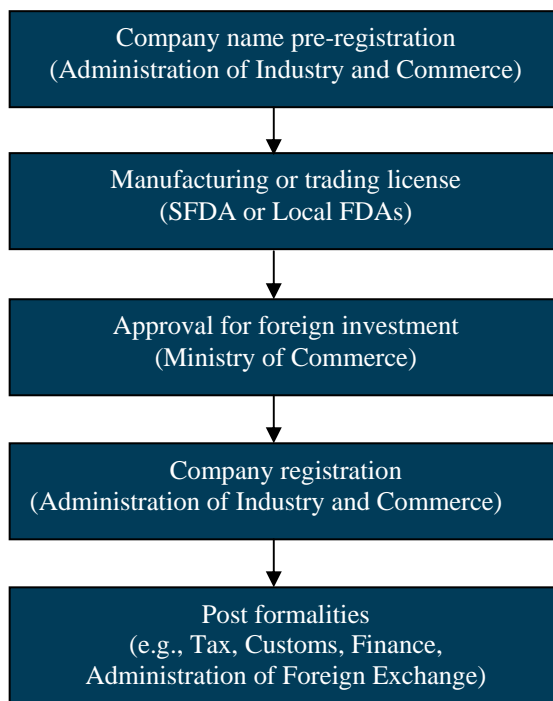 Company name pre-registration
(Administration of Industry and Commerce)
Manufacturing or trading license
(SFDA or Local FDAs)
Approval for foreign investment
(Ministry of Commerce)
Company registration
(Administration of Industry and Commerce)
Post formalities
(e.g., Tax, Customs, Finance,
Administration of Foreign Exchange)